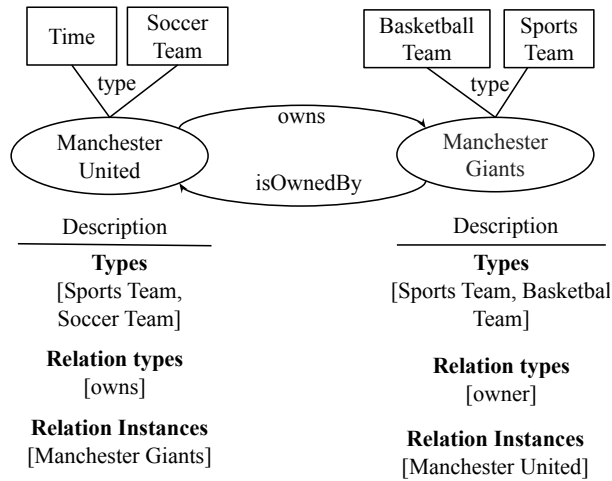 Time
Soccer
Team
Basketball
Team
Sports
Team
type
type
Manchester
United
owns
isOwnedBy
Manchester
Giants
Description
Types
[Sports Team,
Soccer Team]
Relation types
[owns]
Relation Instances
[Manchester Giants]
Description
Types
[Sports Team, Basketbal
Team]
Relation types
[owner]
Relation Instances
[Manchester United]